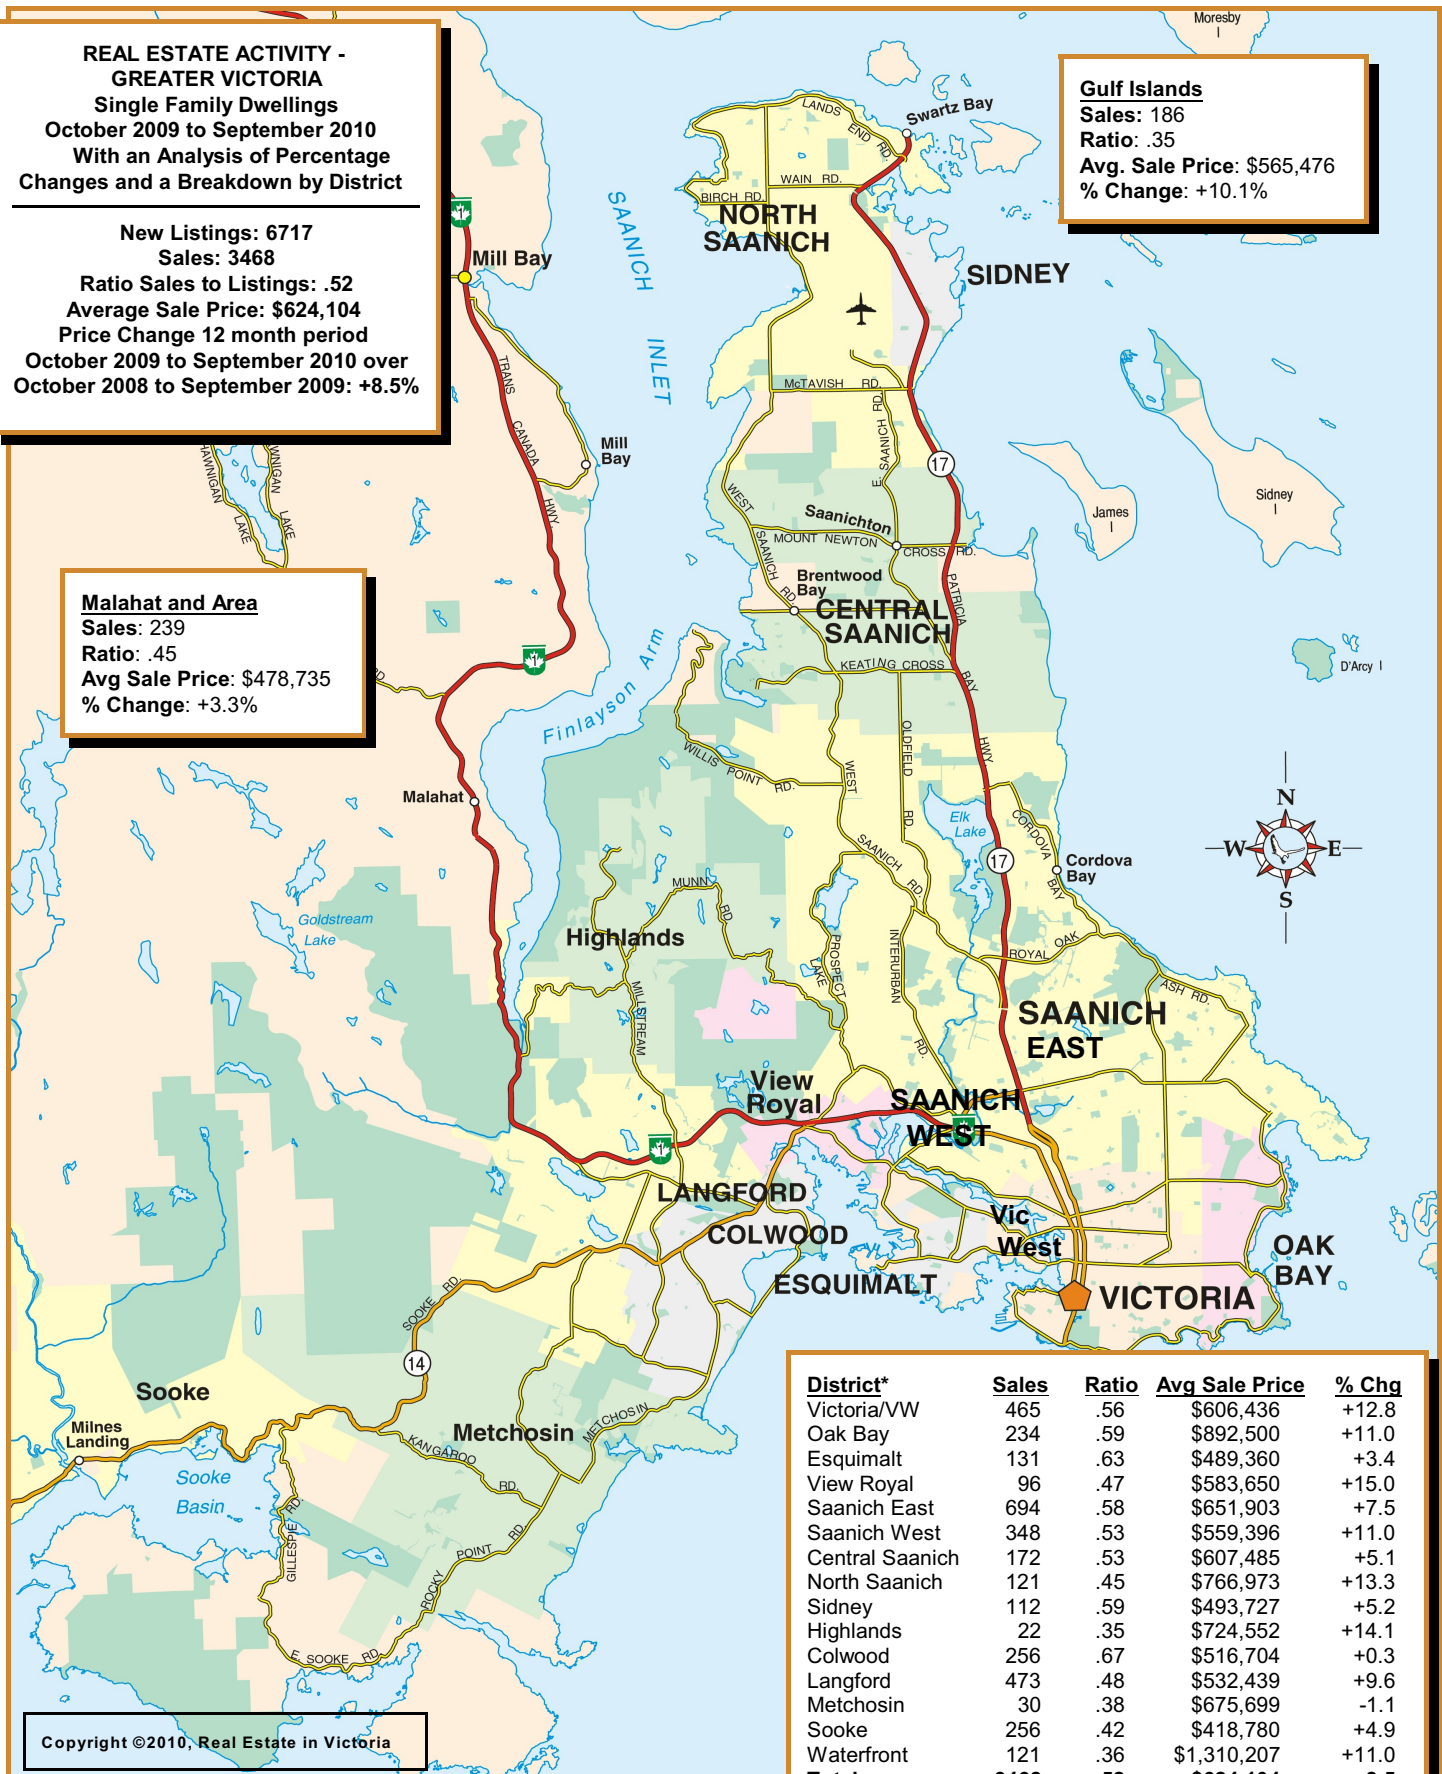 REAL ESTATE ACTIVITY -
GREATER VICTORIA
Single Family Dwellings
October 2009 to September 2010
With an Analysis of Percentage
Changes and a Breakdown by District
New Listings: 6717
Sales: 3468
Ratio Sales to Listings: .52
Average Sale Price: $624,104
Price Change 12 month period
October 2009 to September 2010 over
October 2008 to September 2009: +8.5%
Moresby
I
Gulf Islands
Sales: 186
Ratio: .35
Avg. Sale Price: $565,476
% Change: +10.1%
Swartz Bay
LANDS END RD.
WAIN RD.
BIRCH RD.
NORTH
SAANICH
SIDNEY
SAANICH INLET
1
Mill Bay
TRANS CANADA HWY.
Mill
Bay
McTAVISH RD.
E. SAANICH RD.
17
WEST SAANICH RD.
Saanichton
MOUNT NEWTON CROSS RD.
Brentwood
Bay
CENTRAL
SAANICH
PATRICIA BAY HWY.
KEATING CROSS
Sidney
I
James
I
D'Arcy I
LAKE
LAKE
Malahat and Area
Sales: 239
Ratio: .45
Avg Sale Price: $478,735
% Change: +3.3%
1
Finlayson Arm
Malahat
WILLIS POINT RD.
OLDFIELD RD.
WEST SAANICH RD.
Elk
Lake
CORDOVA BAY
Cordova
Bay
17
N
W E
S
Goldstream
Lake
MUNN RD.
Highlands
MILLSTREAM
PROSPECT
LAKE
INTERURBAN RD.
ROYAL OAK
ASH RD.
SAANICH
EAST
View
Royal
SAANICH
WEST
1
1
LANGFORD
COLWOOD
ESQUIMALT
Vic
West
OAK
BAY
VICTORIA
SOOKE RD.
14
Sooke
Milnes
Landing
Sooke
Basin
Metchosin
METCHOSIN
KANGAROO RD.
GILLESPIE RD.
ROCKY POINT RD.
E SOOKE RD.
Copyright ©2010, Real Estate in Victoria
District* Sales Ratio Avg Sale Price % Chg
Victoria/VW 465 .56 $606,436 +12.8
Oak Bay 234 .59 $892,500 +11.0
Esquimalt 131 .63 $489,360 +3.4
View Royal 96 .47 $583,650 +15.0
Saanich East 694 .58 $651,903 +7.5
Saanich West 348 .53 $559,396 +11.0
Central Saanich 172 .53 $607,485 +5.1
North Saanich 121 .45 $766,973 +13.3
Sidney 112 .59 $493,727 +5.2
Highlands 22 .35 $724,552 +14.1
Colwood 256 .67 $516,704 +0.3
Langford 473 .48 $532,439 +9.6
Metchosin 30 .38 $675,699 -1.1
Sooke 256 .42 $418,780 +4.9
Waterfront 121 .36 $1,310,207 +11.0